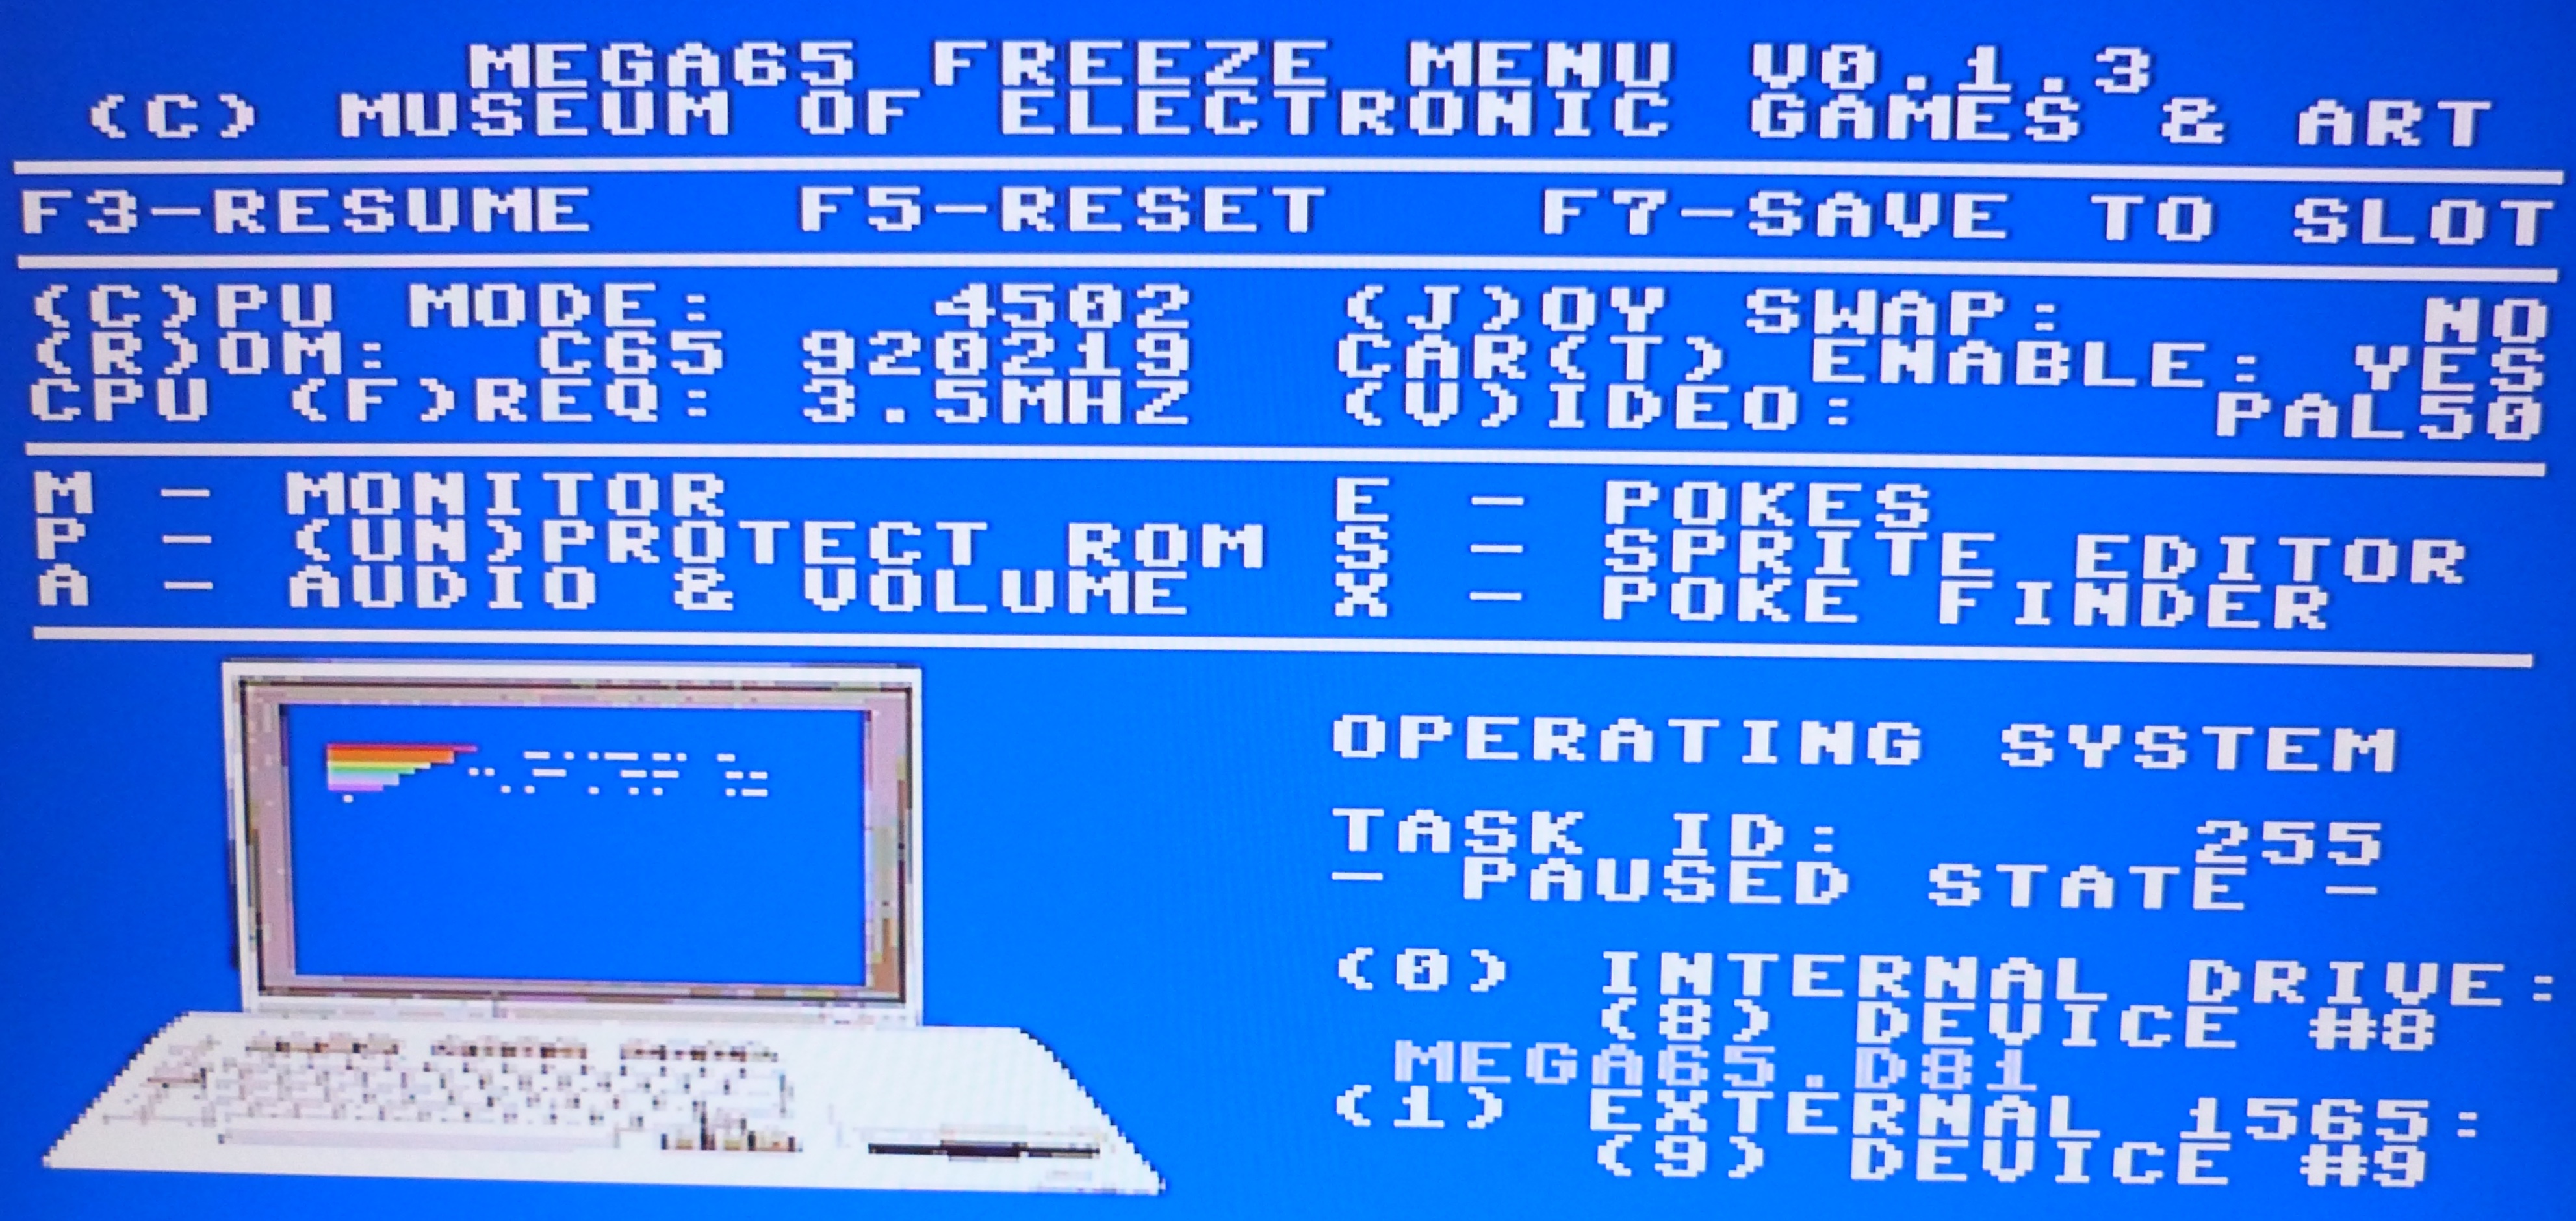 MEGA65 FREEZE MENU V0.1.3
(C) MUSEUM OF ELECTRONIC GAMES & ART
F3-RESUME F5-RESET F7-SAVE TO SLOT
(C)PU MODE: 4502 (J)OY SWAP: NO
(R)OM: C65 920219 CAR(T) ENABLE: YES
CPU (F)REQ: 3.5MHZ (V)IDEO: PAL50
M - MONITOR E - POKES
P - (UN)PROTECT ROM S - SPRITE EDITOR
A - AUDIO & VOLUME X - POKE FINDER
OPERATING SYSTEM
TASK ID: 255
- PAUSED STATE -
(0) INTERNAL DRIVE:
(8) DEVICE #8
MEGA65.D81
(1) EXTERNAL 1565:
(9) DEVICE #9